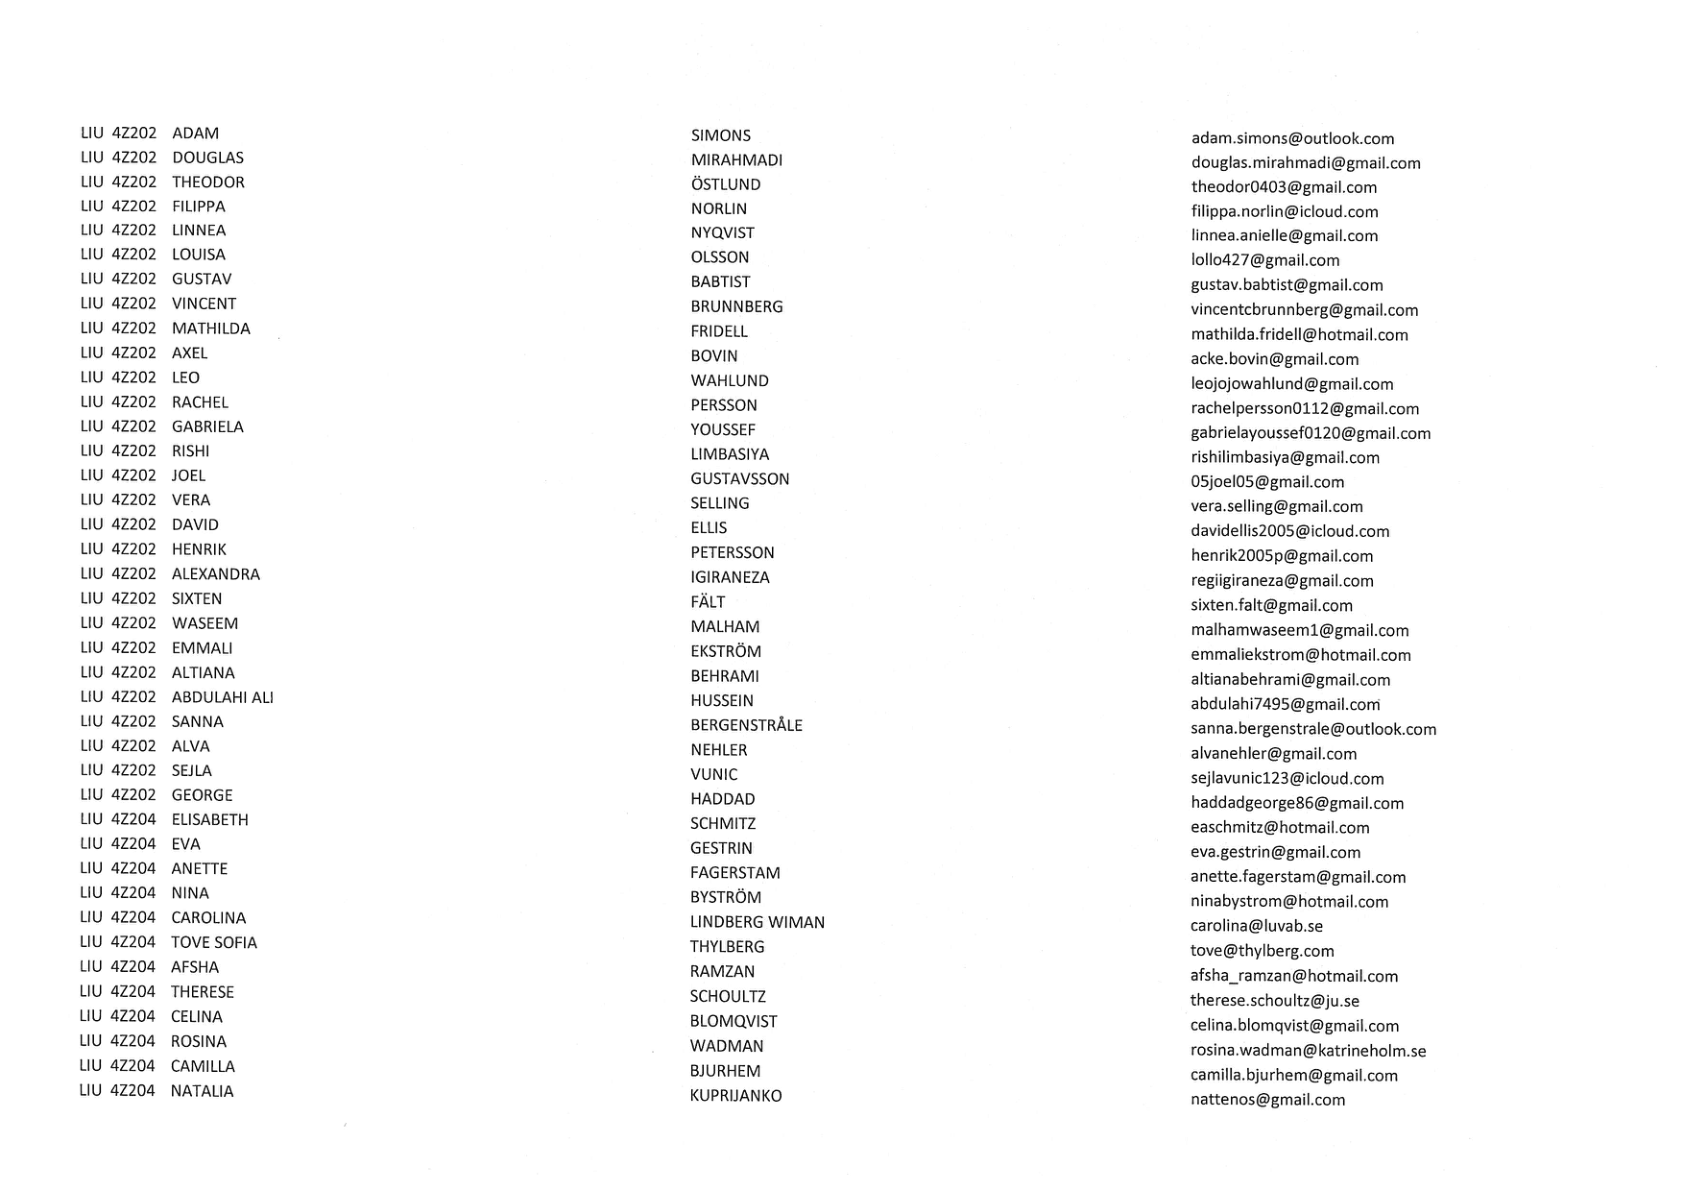 LIU 4Z202 ADAM SIMONS adam.simons@outlook.com
LIU 4Z202 DOUGLAS MIRAHMADI douglas.mirahmadi@gmail.com
LIU 4Z202 THEODOR ÖSTLUND theodor0403@gmail.com
LIU 4Z202 FILIPPA NORLIN filippa.norlin@icloud.com
LIU 4Z202 LINNEA NYQVIST linnea.anielle@gmail.com
LIU 4Z202 LOUISA OLSSON lollo427@gmail.com
LIU 4Z202 GUSTAV BABTIST gustav.babtist@gmail.com
LIU 4Z202 VINCENT BRUNNBERG vincentcbrunnberg@gmail.com
LIU 4Z202 MATHILDA FRIDELL mathilda.fridell@hotmail.com
LIU 4Z202 AXEL BOVIN acke.bovin@gmail.com
LIU 4Z202 LEO WAHLUND leojojowahlund@gmail.com
LIU 4Z202 RACHEL PERSSON rachelpersson0112@gmail.com
LIU 4Z202 GABRIELA YOUSSEF gabrielayoussef0120@gmail.com
LIU 4Z202 RISHI LIMBASIYA rishilimbasiya@gmail.com
LIU 4Z202 JOEL GUSTAVSSON 05joel05@gmail.com
LIU 4Z202 VERA SELLING vera.selling@gmail.com
LIU 4Z202 DAVID ELLIS davidellis2005@icloud.com
LIU 4Z202 HENRIK PETERSSON henrik2005p@gmail.com
LIU 4Z202 ALEXANDRA IGIRANEZA regiigiraneza@gmail.com
LIU 4Z202 SIXTEN FÄLT sixten.falt@gmail.com
LIU 4Z202 WASEEM MALHAM malhamwaseem1@gmail.com
LIU 4Z202 EMMALI EKSTRÖM emmaliekstrom@hotmail.com
LIU 4Z202 ALTIANA BEHRAMI altianabehrami@gmail.com
LIU 4Z202 ABDULAHI ALI HUSSEIN abdulahi7495@gmail.com
LIU 4Z202 SANNA BERGENSTRÅLE sanna.bergenstrale@outlook.com
LIU 4Z202 ALVA NEHLER alvanehler@gmail.com
LIU 4Z202 SEJLA VUNIC sejlavunic123@icloud.com
LIU 4Z202 GEORGE HADDAD haddadgeorge86@gmail.com
LIU 4Z204 ELISABETH SCHMITZ easchmitz@hotmail.com
LIU 4Z204 EVA GESTRIN eva.gestrin@gmail.com
LIU 4Z204 ANETTE FAGERSTAM anette.fagerstam@gmail.com
LIU 4Z204 NINA BYSTRÖM ninabystrom@hotmail.com
LIU 4Z204 CAROLINA LINDBERG WIMAN carolina@luvab.se
LIU 4Z204 TOVE SOFIA THYLBERG tove@thylberg.com
LIU 4Z204 AFSHA RAMZAN afsha_ramzan@hotmail.com
LIU 4Z204 THERESE SCHOULTZ therese.schoultz@ju.se
LIU 4Z204 CELINA BLOMQVIST celina.blomqvist@gmail.com
LIU 4Z204 ROSINA WADMAN rosina.wadman@katrineholm.se
LIU 4Z204 CAMILLA BJURHEM camilla.bjurhem@gmail.com
LIU 4Z204 NATALIA KUPRIJANKO nattenos@gmail.com